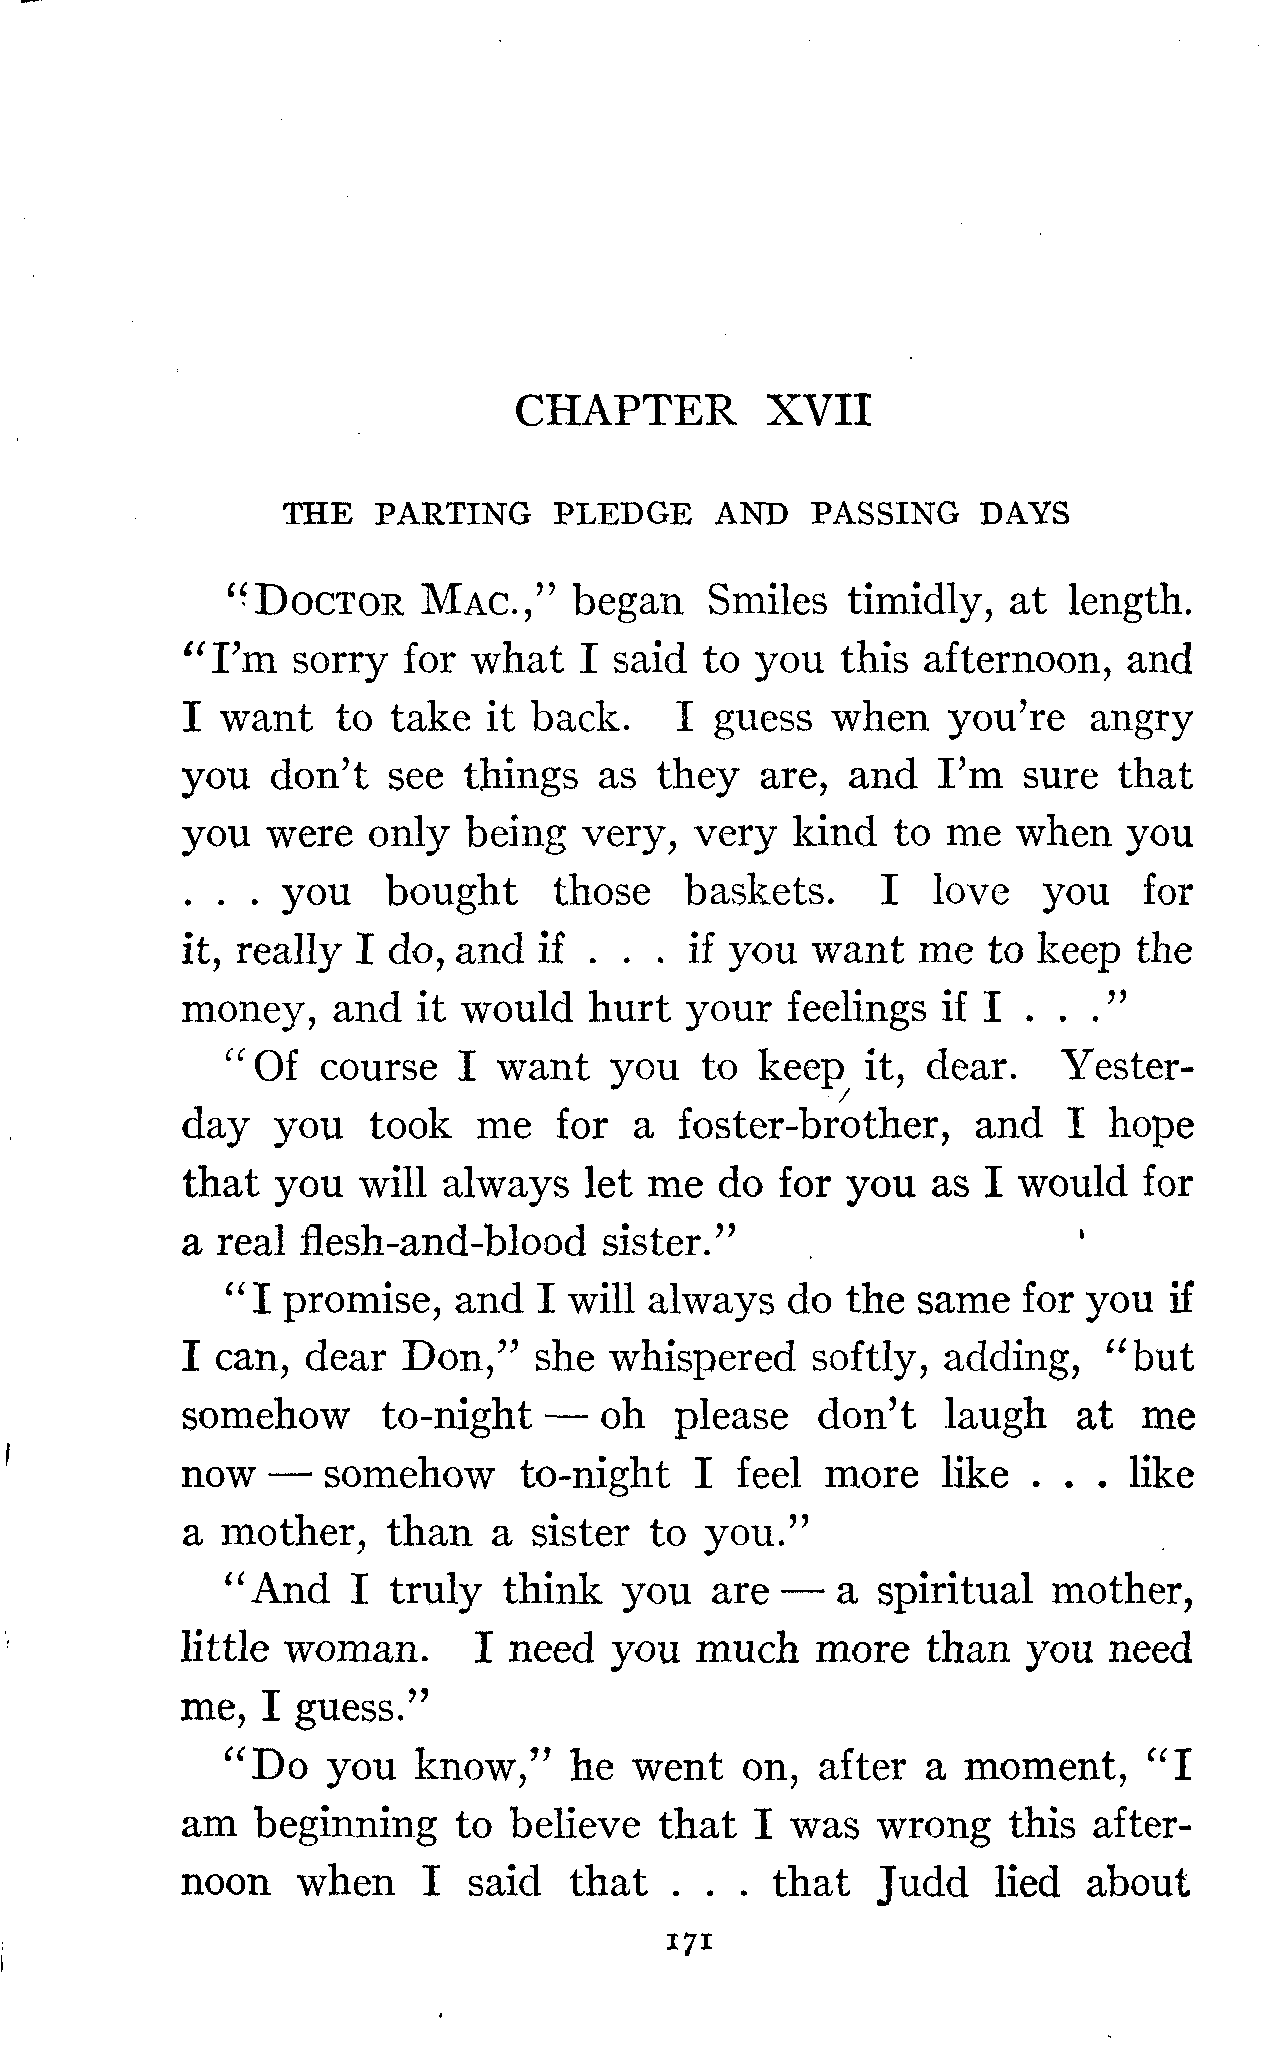 CHAPTER XVII
THE PARTING PLEDGE AND PASSING DAYS
"DOCTOR MAC.," began Smiles timidly, at length.
"I'm sorry for what I said to you this afternoon, and
I want to take it back. I guess when you're angry
you don't see things as they are, and I'm sure that
you were only being very, very kind to me when you
. . . you bought those baskets. I love you for
it, really I do, and if . . . if you want me to keep the
money, and it would hurt your feelings if I . . ."
"Of course I want you to keep it, dear. Yester-
day you took me for a foster-brother, and I hope
that you will always let me do for you as I would for
a real flesh-and-blood sister."
"I promise, and I will always do the same for you if
I can, dear Don," she whispered softly, adding, "but
somehow to-night — oh please don't laugh at me
now — somehow to-night I feel more like . . . like
a mother, than a sister to you."
"And I truly think you are — a spiritual mother,
little woman. I need you much more than you need
me, I guess."
"Do you know," he went on, after a moment, "I
am beginning to believe that I was wrong this after-
noon when I said that . . . that Judd lied about
171